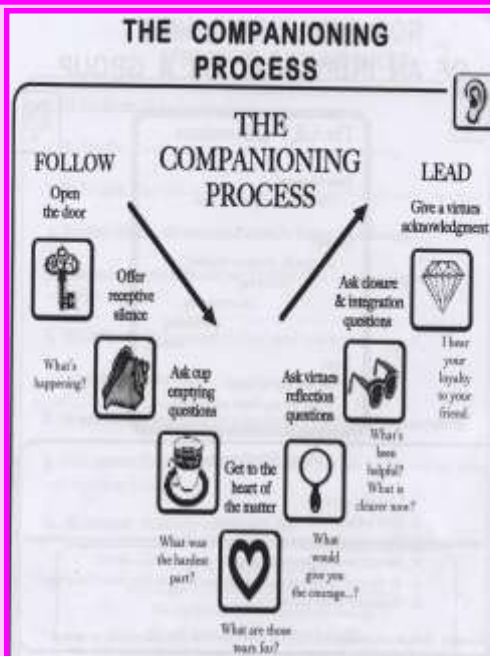 THE COMPANIONING
PROCESS
THE
COMPANIONING
PROCESS
FOLLOW
Open
the door
Offer
receptive
silence
What's
happening?
Ask cup
emptying
questions
What was
the hardest
part?
Get to the
heart of
the matter
What are those
tears for?
What
would
give you
the courage...?
Ask virtues
reflection
questions
What's
been
helpful?
What is
clearer now?
Ask closure
& integration
questions
LEAD
Give a virtues
acknowledgment
I hear
your
loyalty
to your
friend.